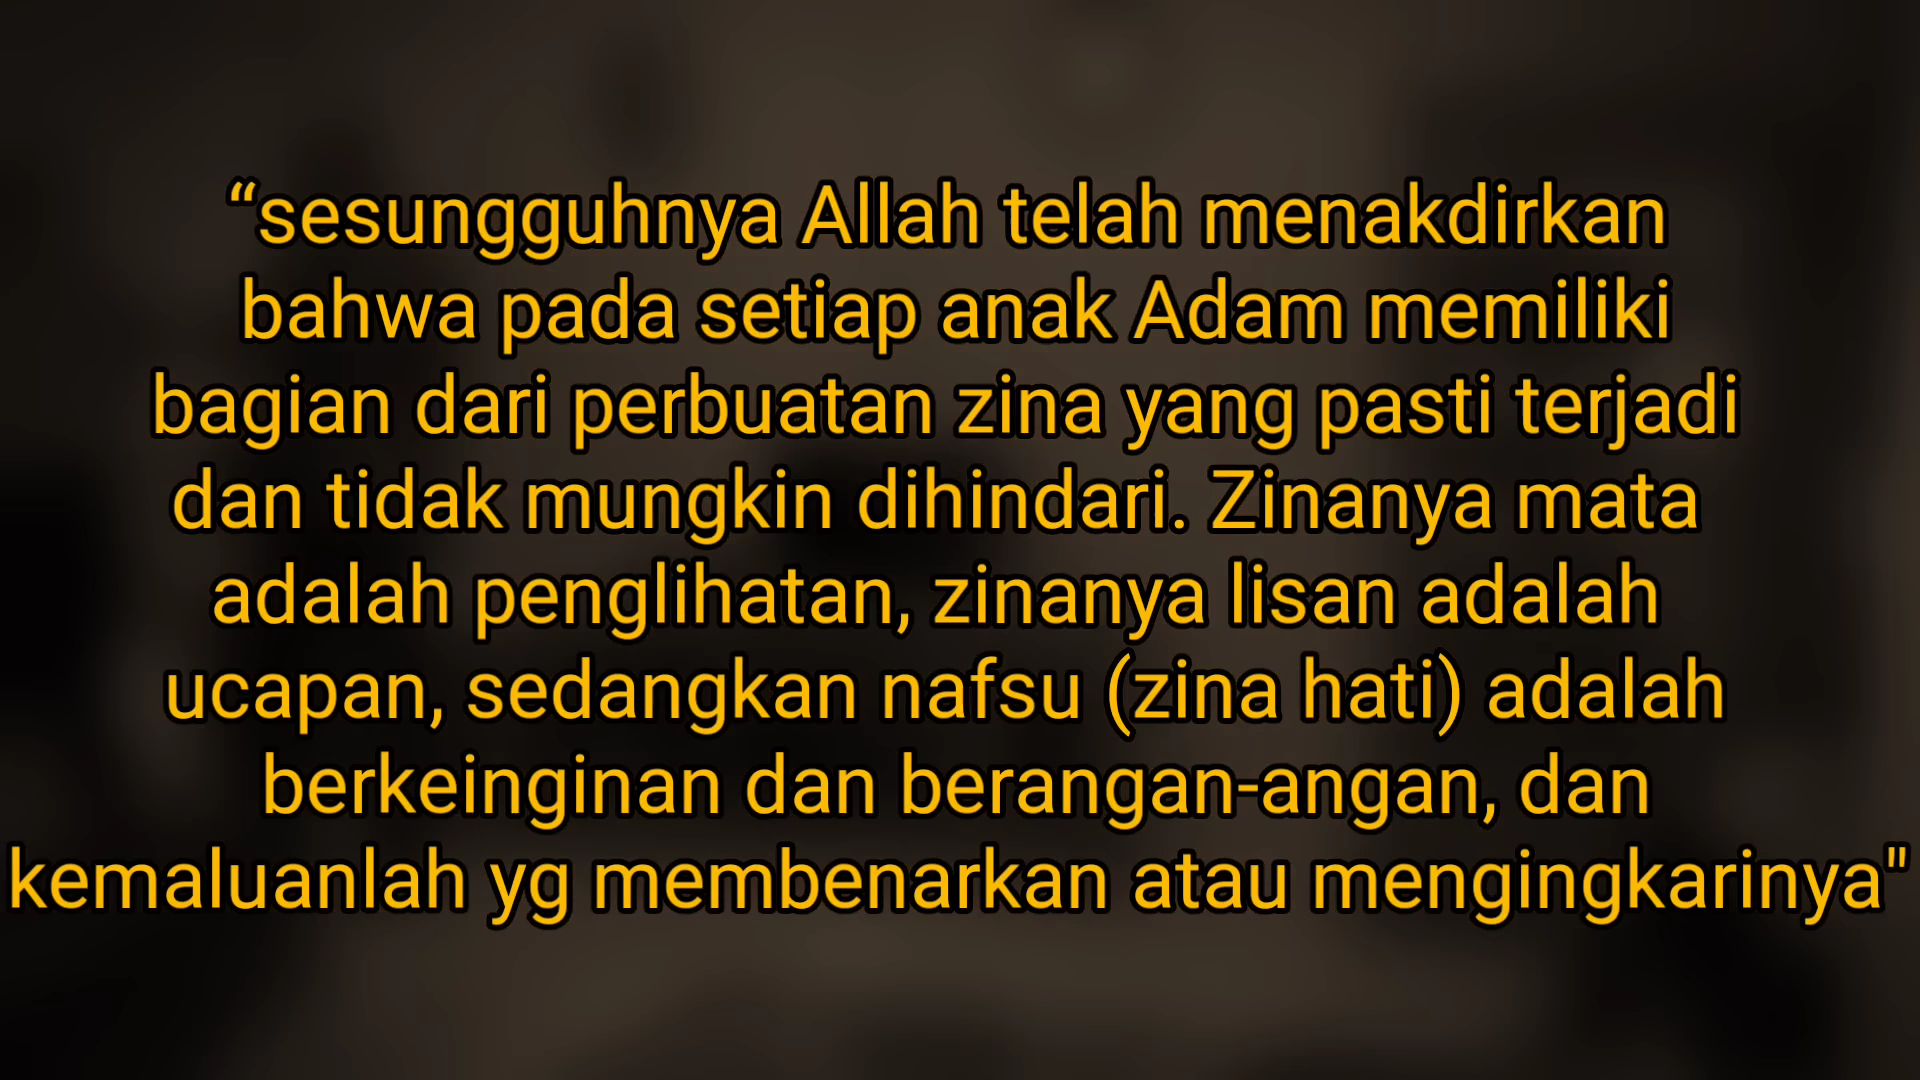 “sesungguhnya Allah telah menakdirkan
bahwa pada setiap anak Adam memiliki
bagian dari perbuatan zina yang pasti terjadi
dan tidak mungkin dihindari. Zinanya mata
adalah penglihatan, zinanya lisan adalah
ucapan, sedangkan nafsu (zina hati) adalah
berkeinginan dan berangan-angan, dan
kemaluanlah yg membenarkan atau mengingkarinya"